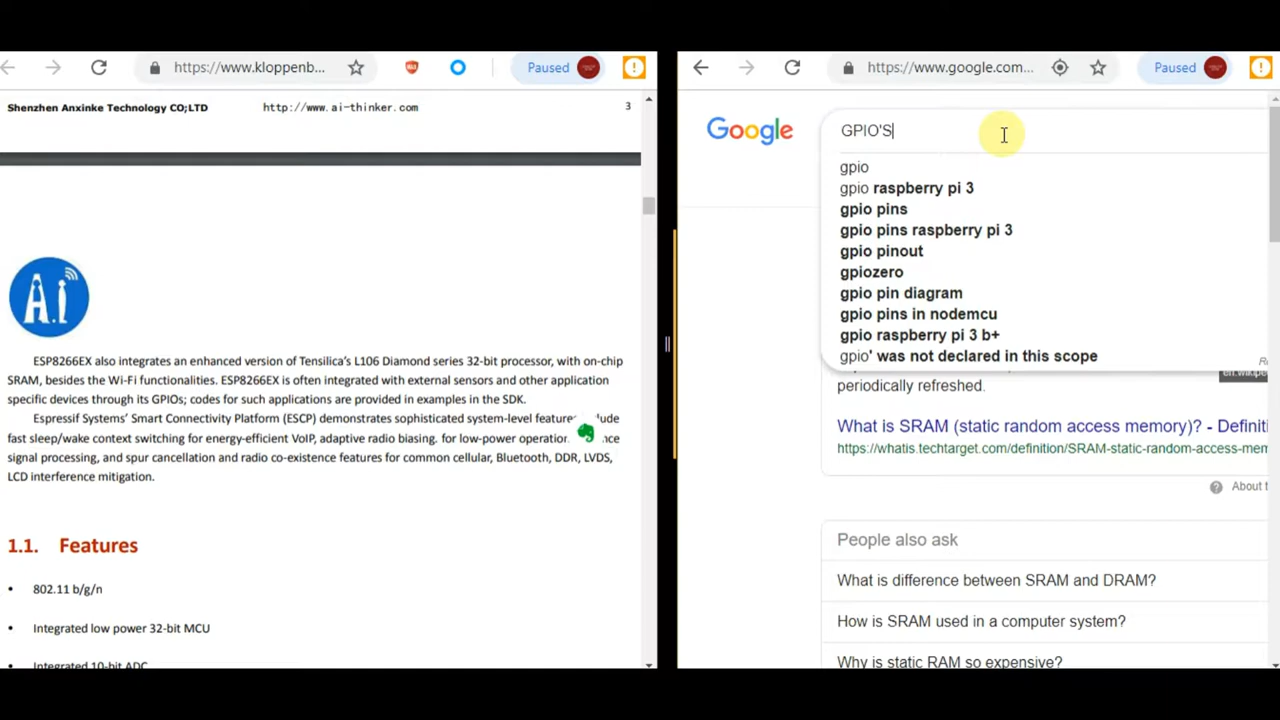 https://www.kloppenb...
Paused
Shenzhen Anxinke Technology CO;LTD http://www.ai-thinker.com 3
Ai
ESP8266EX also integrates an enhanced version of Tensilica's L106 Diamond series 32-bit processor, with on-chip
SRAM, besides the Wi-Fi functionalities. ESP8266EX is often integrated with external sensors and other application
specific devices through its GPIOs; codes for such applications are provided in examples in the SDK.
Espressif Systems' Smart Connectivity Platform (ESCP) demonstrates sophisticated system-level features
fast sleep/wake context switching for energy-efficient VoIP, adaptive radio biasing. for low-power operation.
signal processing, and spur cancellation and radio co-existence features for common cellular, Bluetooth, DDR, LVDS,
LCD interference mitigation.
1.1. Features
• 802.11 b/g/n
• Integrated low power 32-bit MCU
• Integrated 10-bit ADC
https://www.google.com...
Paused
Google
GPIO'S
gpio
gpio raspberry pi 3
gpio pins
gpio pins raspberry pi 3
gpio pinout
gpiozero
gpio pin diagram
gpio pins in nodemcu
gpio raspberry pi 3 b+
gpio' was not declared in this scope
periodically refreshed.
What is SRAM (static random access memory)? - Definiti
https://whatis.techtarget.com/definition/SRAM-static-random-access-mem
About
People also ask
What is difference between SRAM and DRAM?
How is SRAM used in a computer system?
Why is static RAM so expensive?